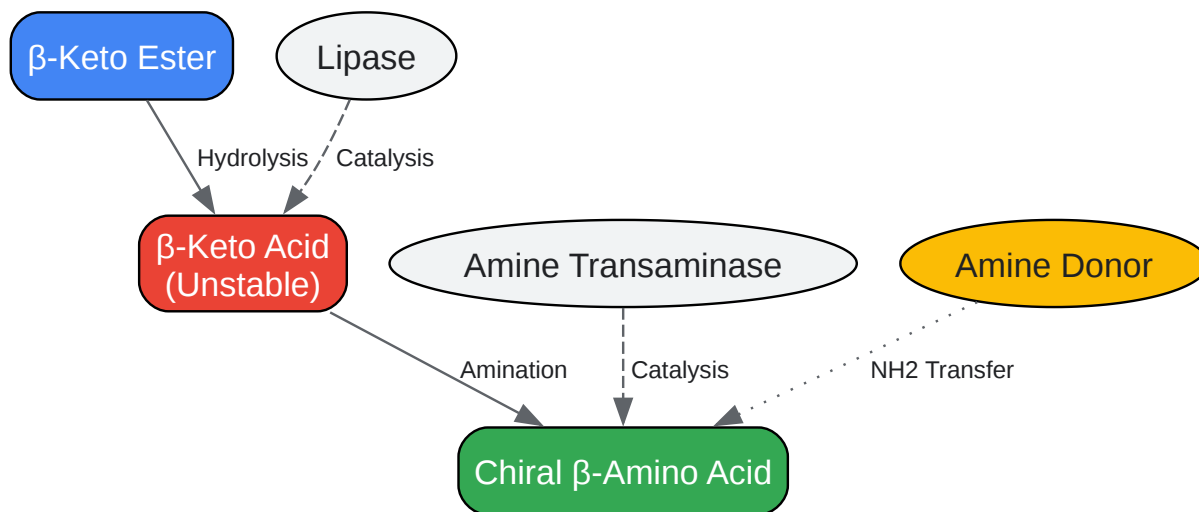 β-Keto Ester
Lipase
Hydrolysis
Catalysis
β-Keto Acid
(Unstable)
Amine Transaminase
Amine Donor
Amination
Catalysis
NH2 Transfer
Chiral β-Amino Acid